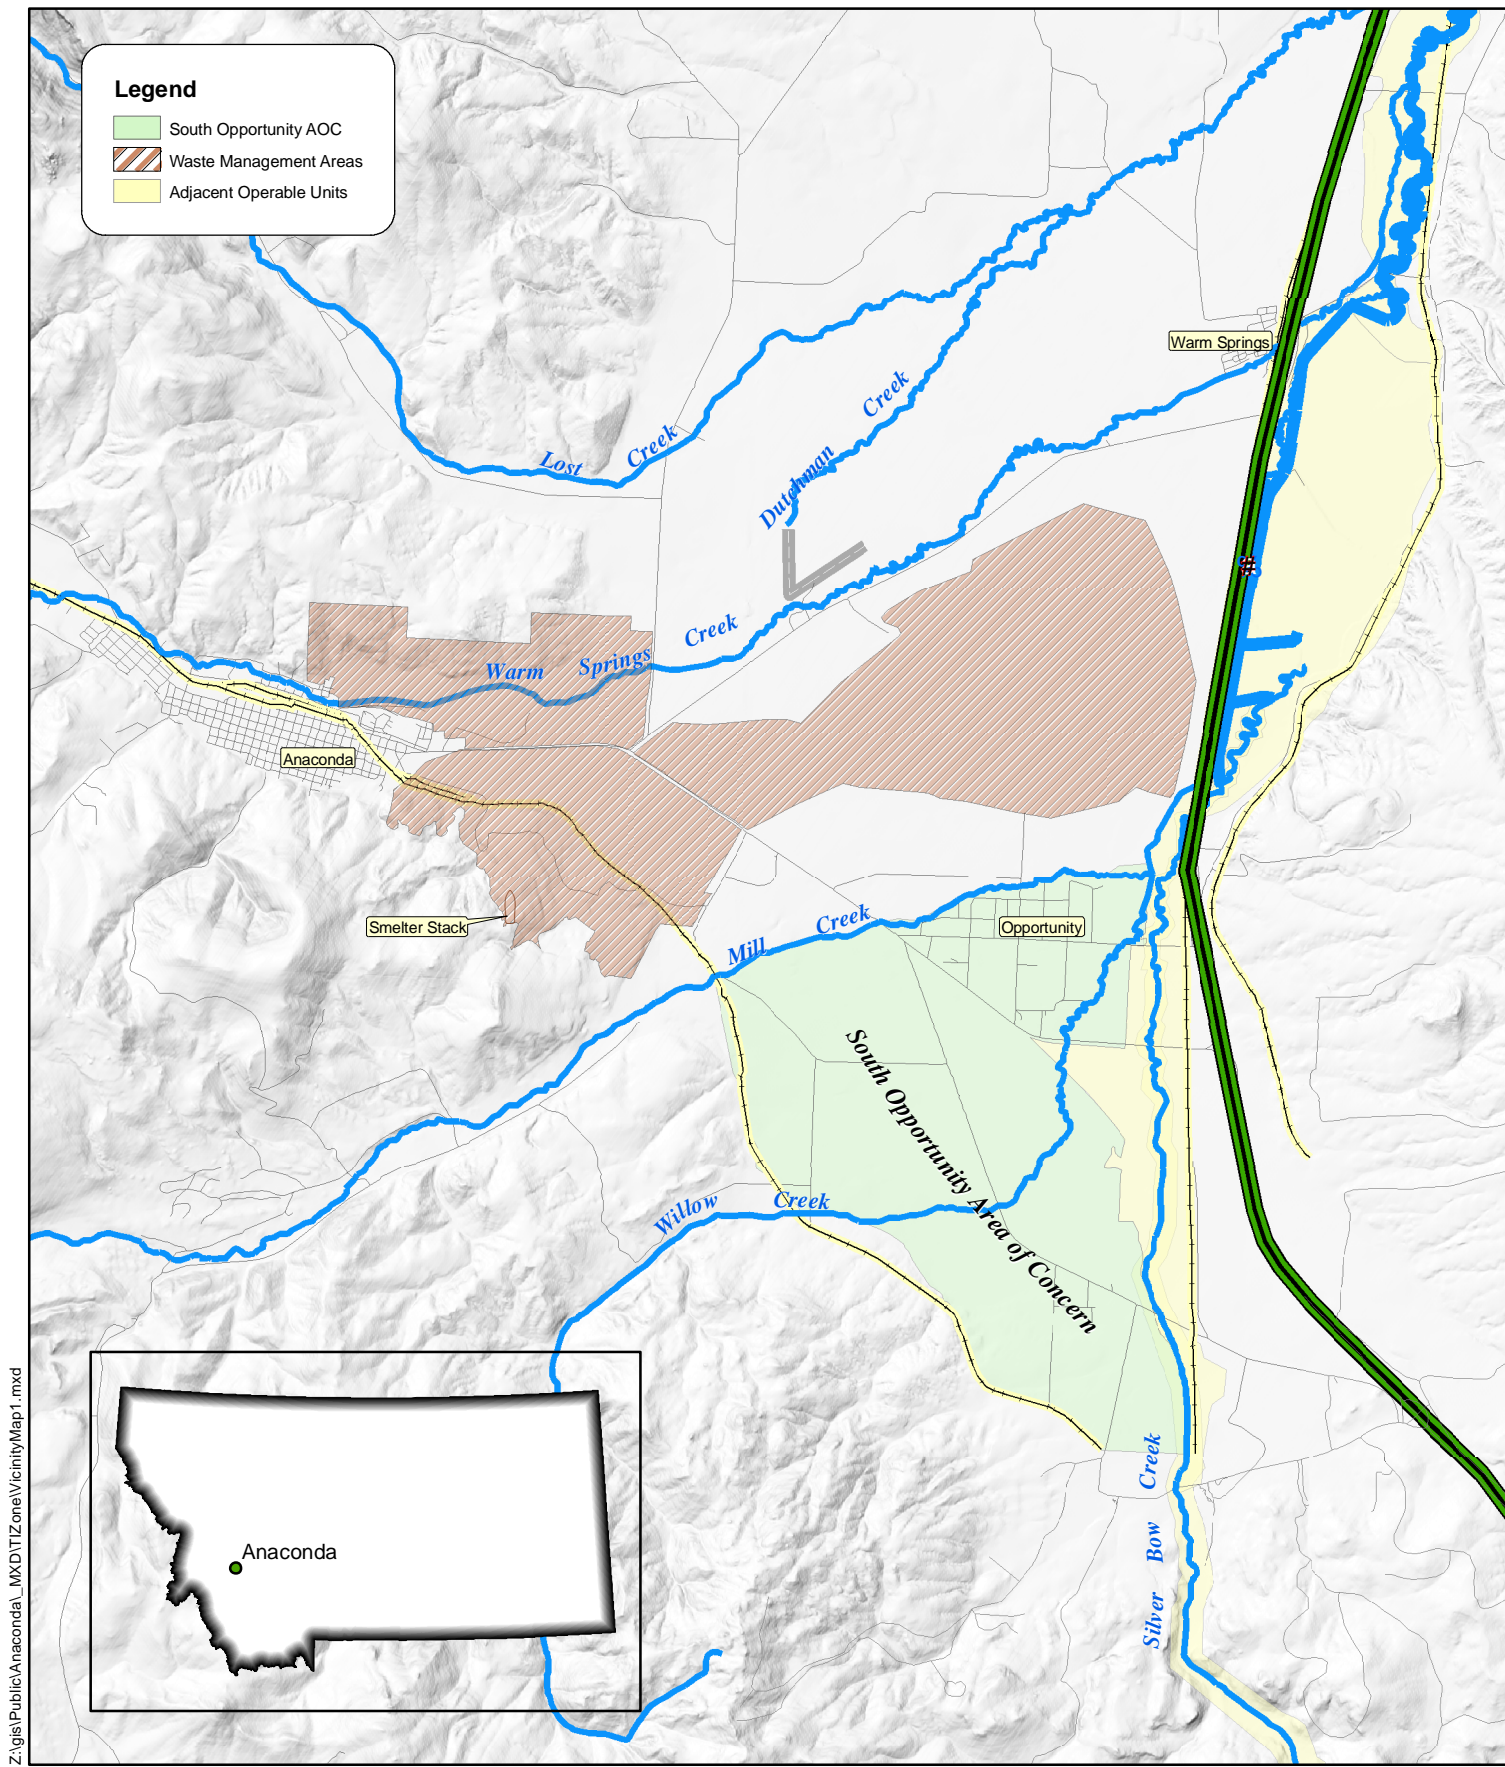 Legend
South Opportunity AOC
Waste Management Areas
Adjacent Operable Units
Warm Springs
Lost Creek
Dutchman Creek
Warm Springs Creek
Anaconda
Smelter Stack
Mill Creek
Opportunity
South Opportunity Area of Concern
Willow Creek
Silver Bow Creek
Anaconda
Z:\gis\Public\Anaconda\_MXD\TIZone\VicinityMap1.mxd